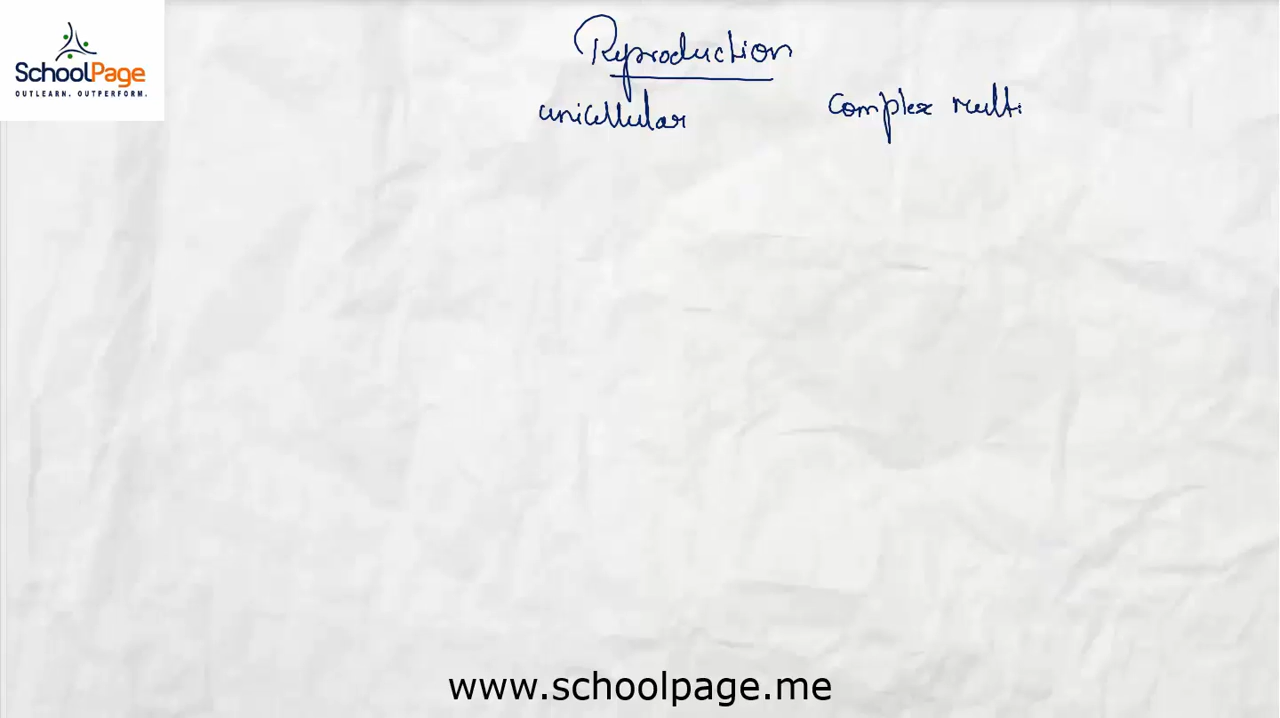 SchoolPage
OUTLEARN. OUTPERFORM.
Reproduction
unicellular complex multi
www.schoolpage.me